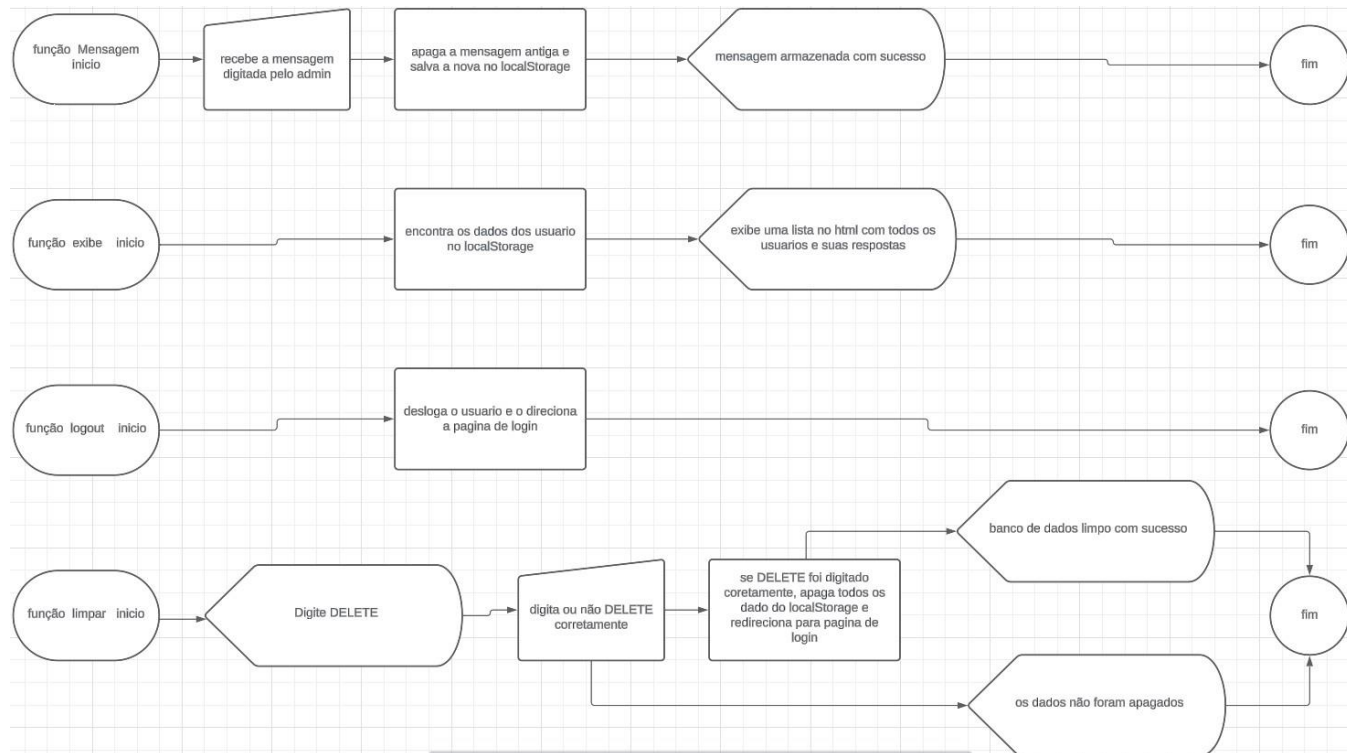 função Mensagem
inicio
recebe a mensagem
digitada pelo admin
apaga a mensagem antiga e
salva a nova no localStorage
mensagem armazenada com sucesso
fim
função exibe inicio
encontra os dados dos usuario
no localStorage
exibe uma lista no html com todos os
usuarios e suas respostas
fim
função logout inicio
desloga o usuario e o direciona
a pagina de login
fim
função limpar inicio
Digite DELETE
digita ou não DELETE
corretamente
se DELETE foi digitado
coretamente, apaga todos os
dado do localStorage e
redireciona para pagina de
login
banco de dados limpo com sucesso
os dados não foram apagados
fim